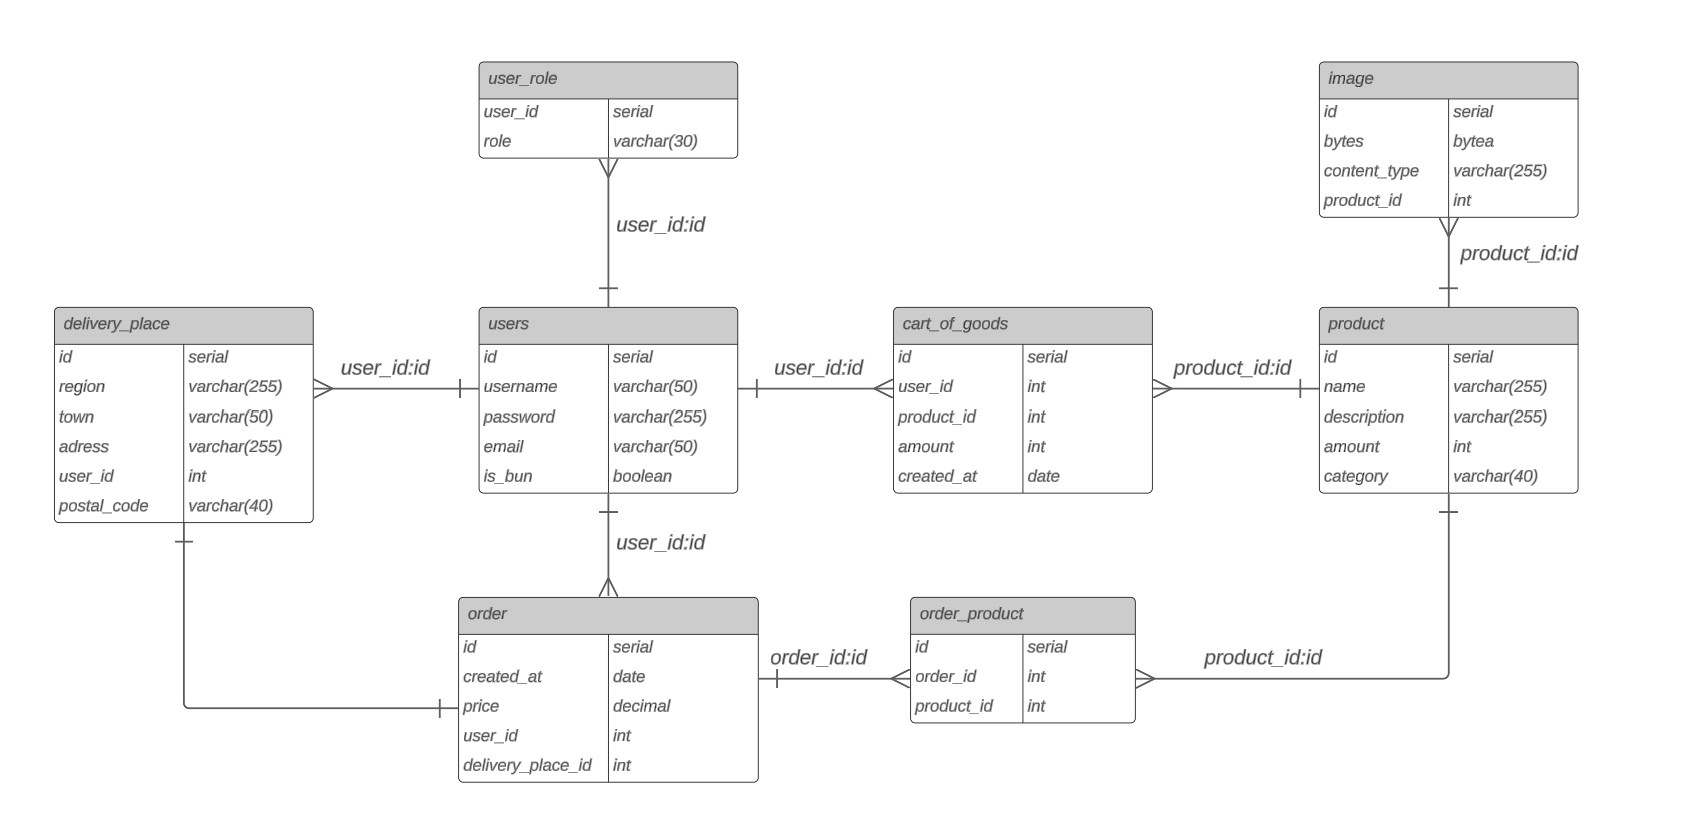 user_role
user_id serial
role varchar(30)
image
id serial
bytes bytea
content_type varchar(255)
product_id int
user_id:id
product_id:id
delivery_place
id serial
region varchar(255)
town varchar(50)
adress varchar(255)
user_id int
postal_code varchar(40)
user_id:id
users
id serial
username varchar(50)
password varchar(255)
email varchar(50)
is_bun boolean
user_id:id
cart_of_goods
id serial
user_id int
product_id int
amount int
created_at date
product_id:id
product
id serial
name varchar(255)
description varchar(255)
amount int
category varchar(40)
user_id:id
order
id serial
created_at date
price decimal
user_id int
delivery_place_id int
order_id:id
order_product
id serial
order_id int
product_id int
product_id:id